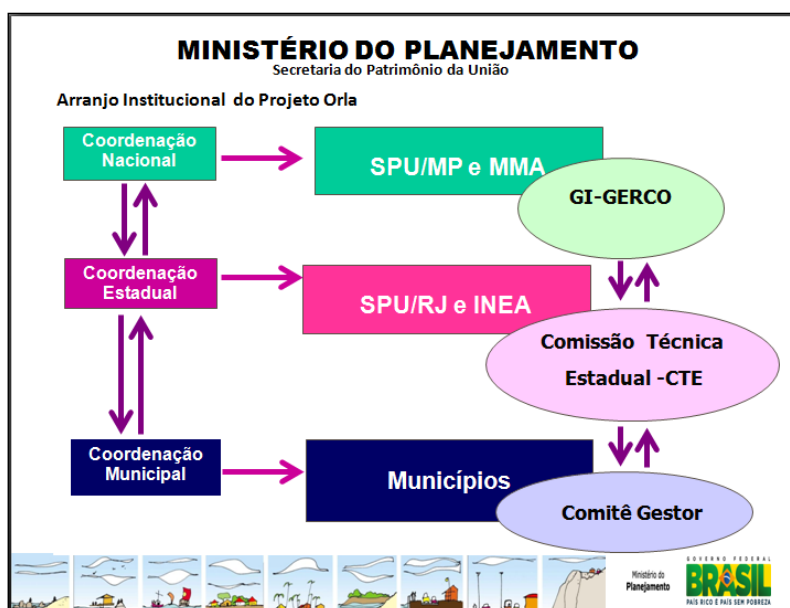 MINISTÉRIO DO PLANEJAMENTO
Secretaria do Patrimônio da União
Arranjo Institucional do Projeto Orla
Coordenação
Nacional
SPU/MP e MMA
GI-GERCO
Coordenação
Estadual
SPU/RJ e INEA
Comissão Técnica
Estadual -CTE
Coordenação
Municipal
Municípios
Comitê Gestor
Ministério do
Planejamento
GOVERNO FEDERAL
BRASIL
PAÍS RICO É PAÍS SEM POBREZA